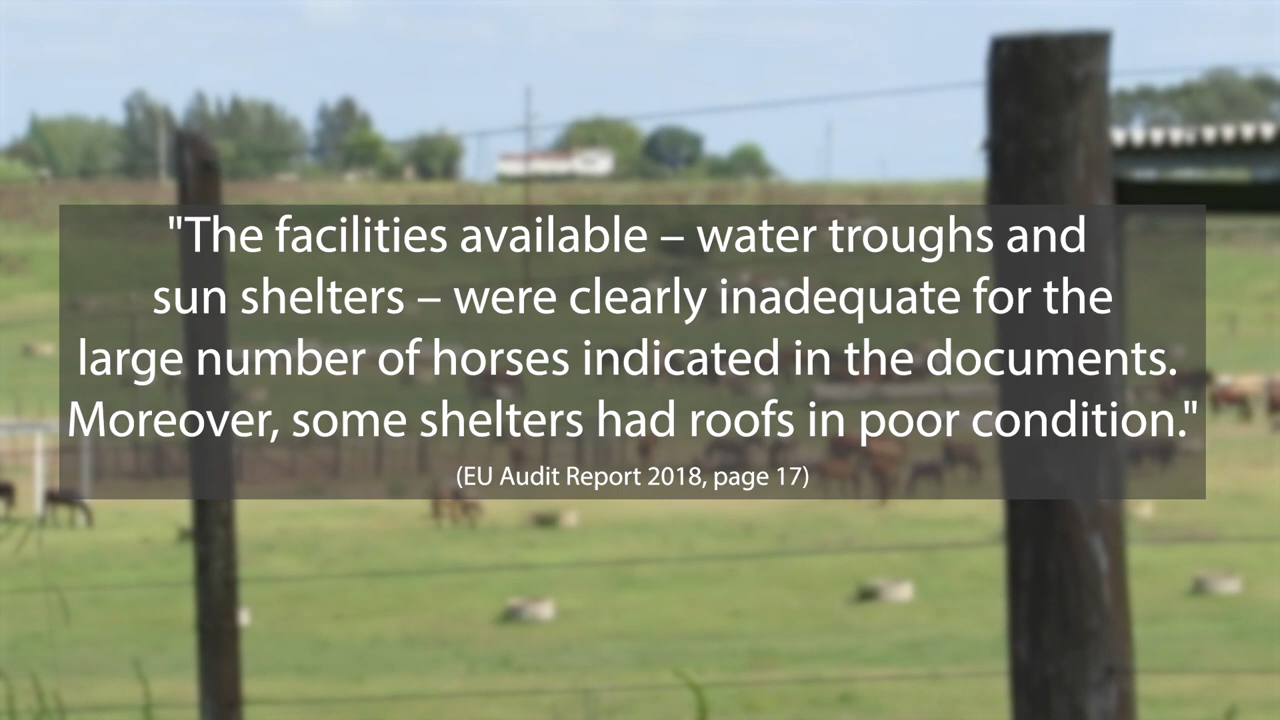 "The facilities available – water troughs and
sun shelters – were clearly inadequate for the
large number of horses indicated in the documents.
Moreover, some shelters had roofs in poor condition."
(EU Audit Report 2018, page 17)